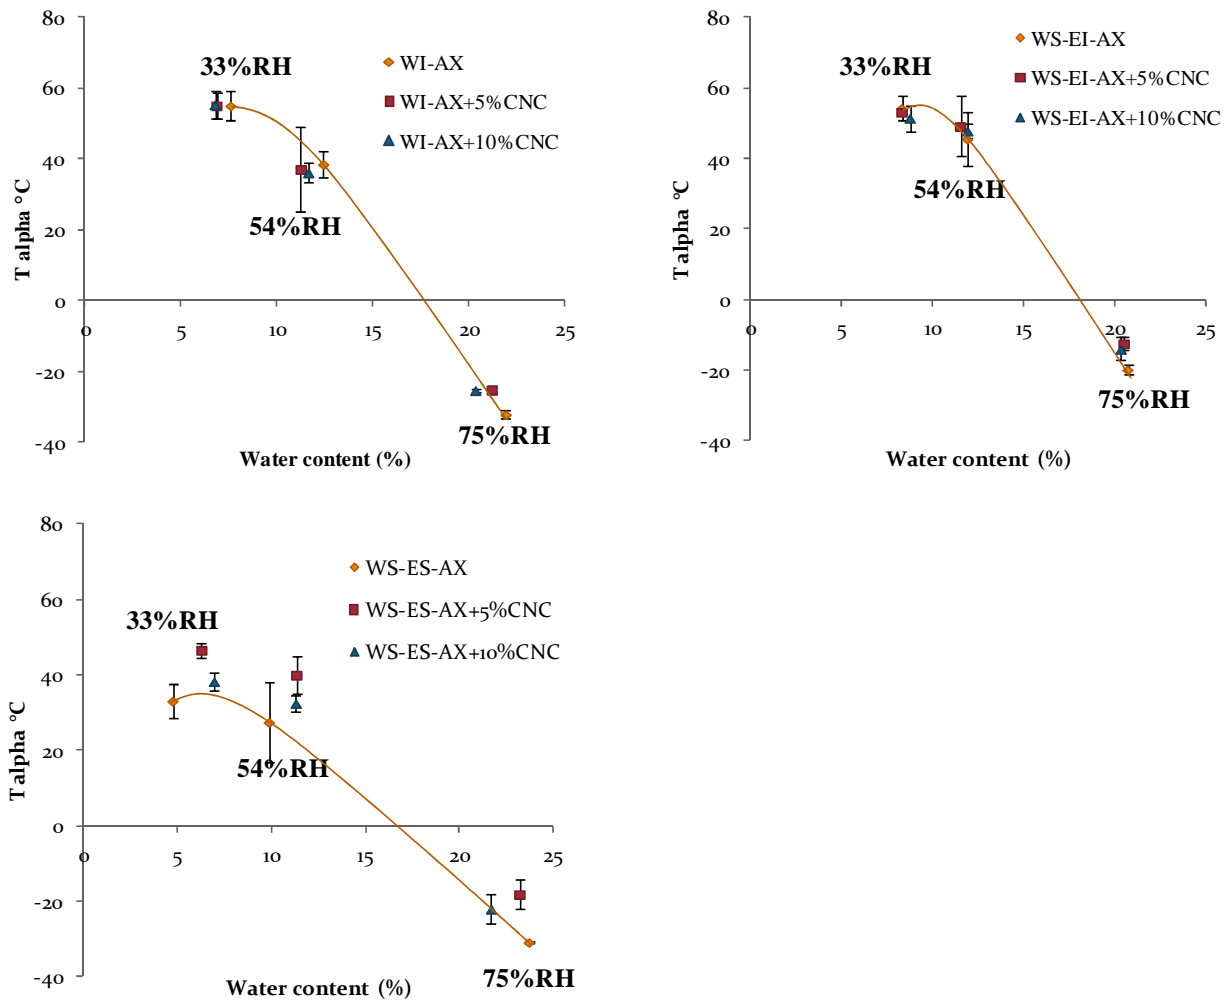 80
60
40
20
0
-20
-40
0
5
10
15
20
25
T alpha °C
Water content (%)
33%RH
54%RH
75%RH
WI-AX
WI-AX+5%CNC
WI-AX+10%CNC
80
60
40
20
0
-20
-40
0
5
10
15
20
25
T alpha °C
Water content (%)
33%RH
54%RH
75%RH
WS-EI-AX
WS-EI-AX+5%CNC
WS-EI-AX+10%CNC
80
60
40
20
0
-20
-40
0
5
10
15
20
25
T alpha °C
Water content (%)
33%RH
54%RH
75%RH
WS-ES-AX
WS-ES-AX+5%CNC
WS-ES-AX+10%CNC